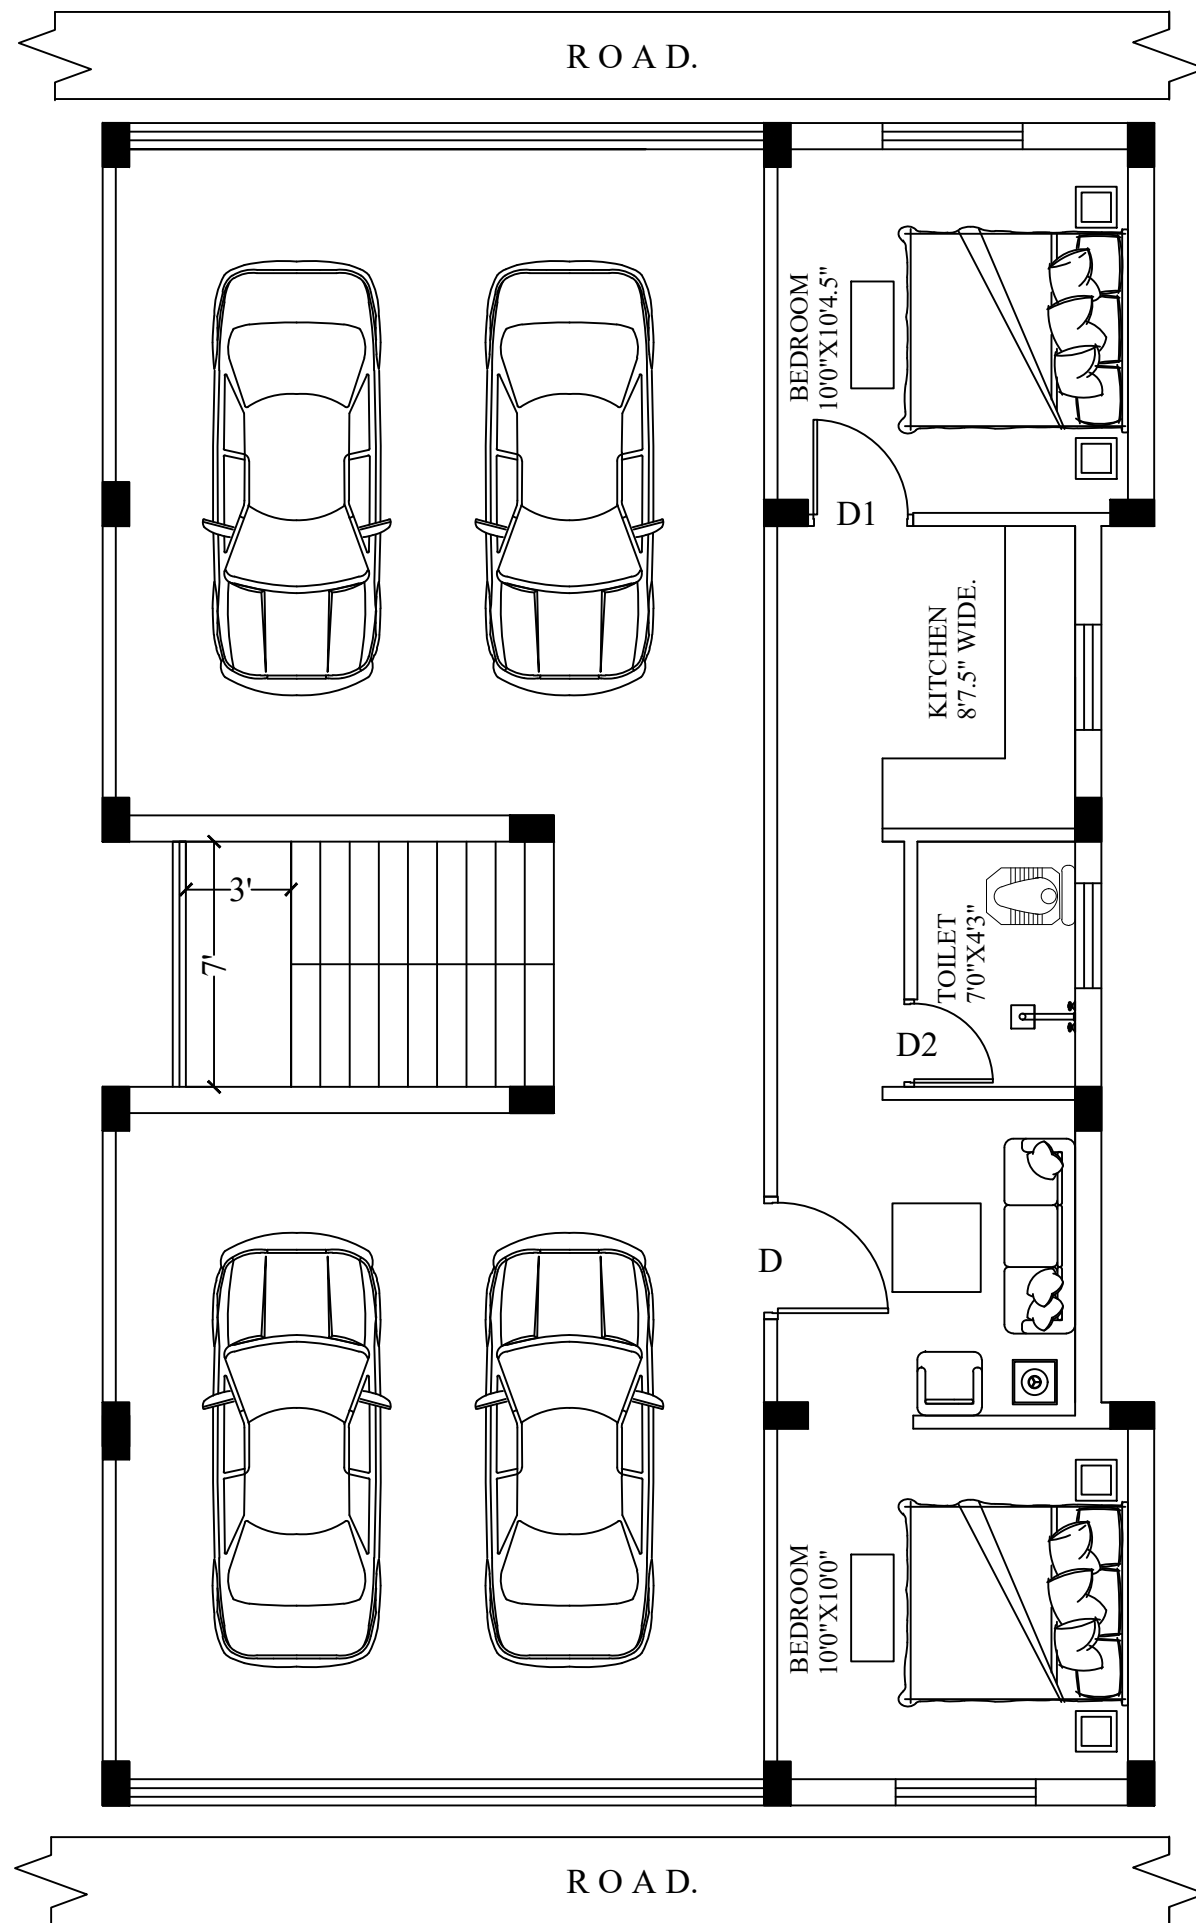 R O A D.
BEDROOM
10'0"X10'4.5"
D1
KITCHEN
8'7.5" WIDE.
3'
7'
TOILET
7'0"X4'3"
D2
D
BEDROOM
10'0"X10'0"
R O A D.